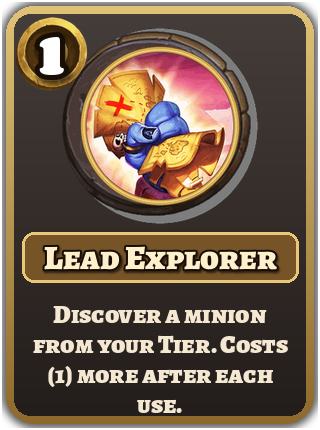 1
Lead Explorer
Discover a minion
from your Tier. Costs
(1) more after each
use.